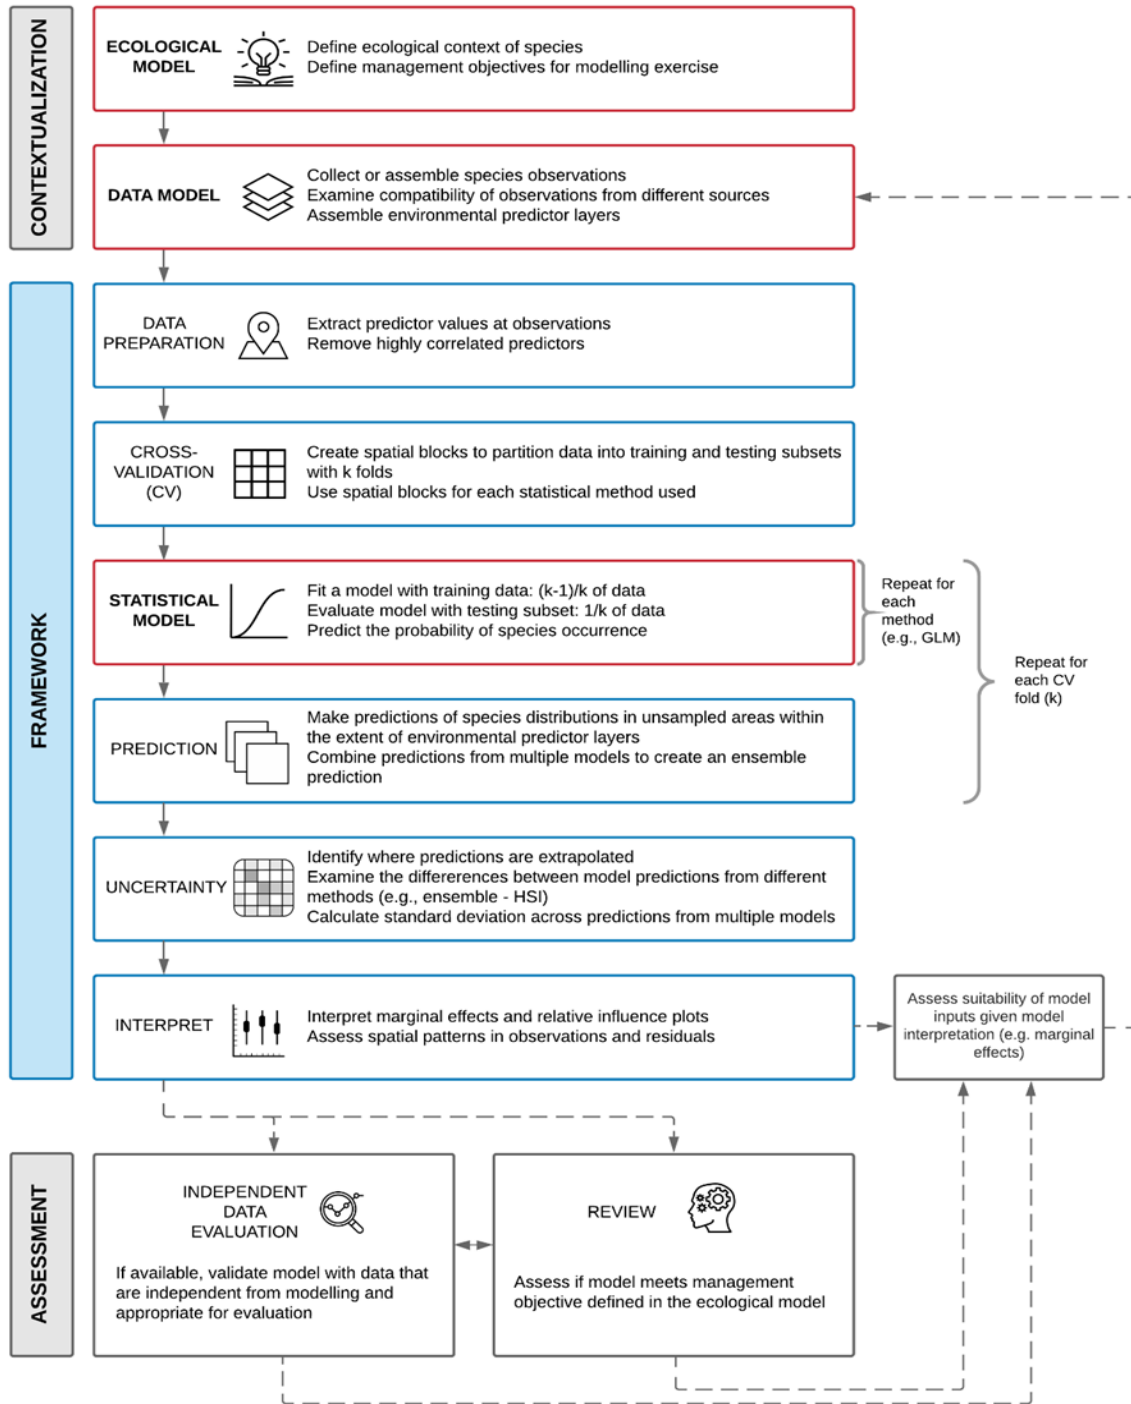 CONTEXTUALIZATION
ECOLOGICAL
MODEL
Define ecological context of species
Define management objectives for modelling exercise
DATA MODEL
Collect or assemble species observations
Examine compatibility of observations from different sources
Assemble environmental predictor layers
FRAMEWORK
DATA
PREPARATION
Extract predictor values at observations
Remove highly correlated predictors
CROSS-
VALIDATION
(CV)
Create spatial blocks to partition data into training and testing subsets
with k folds
Use spatial blocks for each statistical method used
STATISTICAL
MODEL
Fit a model with training data: (k-1)/k of data
Evaluate model with testing subset: 1/k of data
Predict the probability of species occurrence
Repeat for
each
method
(e.g., GLM)
Repeat for
each CV
fold (k)
PREDICTION
Make predictions of species distributions in unsampled areas within
the extent of environmental predictor layers
Combine predictions from multiple models to create an ensemble
prediction
UNCERTAINTY
Identify where predictions are extrapolated
Examine the differerences between model predictions from different
methods (e.g., ensemble - HSI)
Calculate standard deviation across predictions from multiple models
INTERPRET
Interpret marginal effects and relative influence plots
Assess spatial patterns in observations and residuals
Assess suitability of model
inputs given model
interpretation (e.g. marginal
effects)
ASSESSMENT
INDEPENDENT
DATA
EVALUATION
If available, validate model with data that
are independent from modelling and
appropriate for evaluation
REVIEW
Assess if model meets management
objective defined in the ecological model